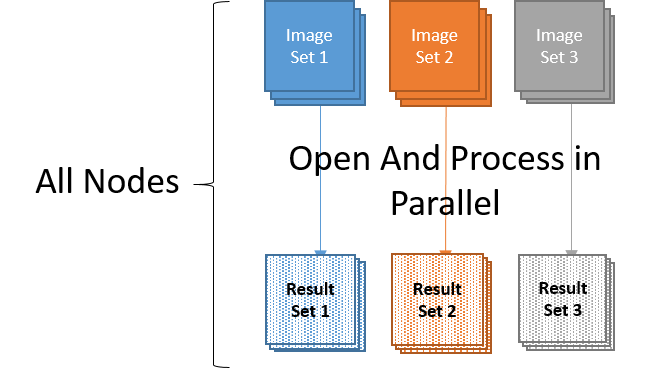 Image
Set 1
Image
Set 2
Image
Set 3
All Nodes
Open And Process in
Parallel
Result
Set 1
Result
Set 2
Result
Set 3